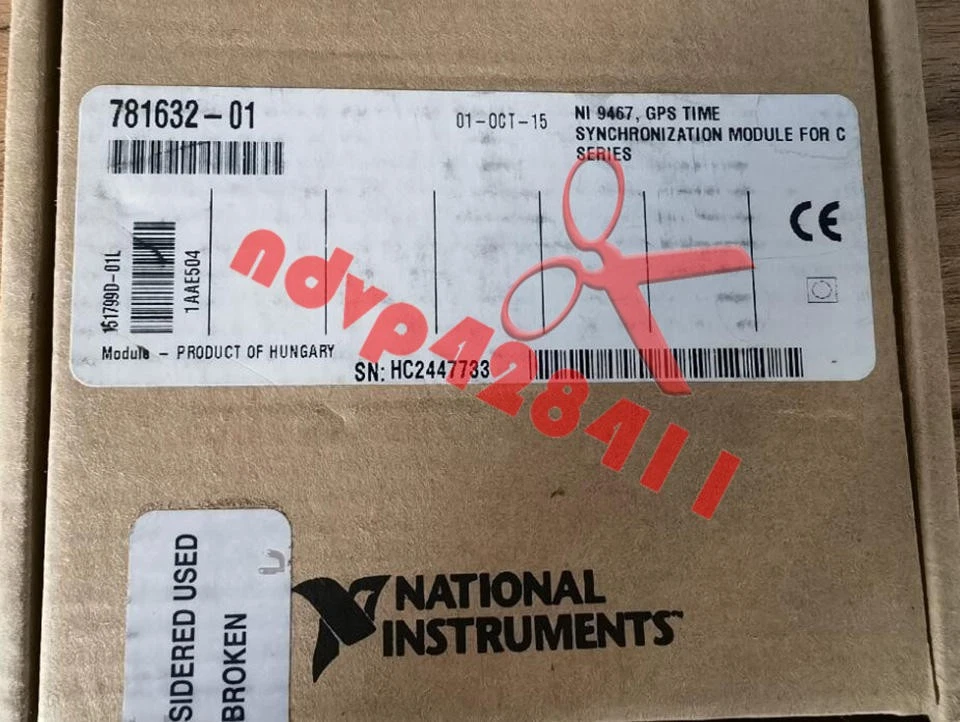 781632-01
01-OCT-15
NI 9467, GPS TIME
SYNCHRONIZATION MODULE FOR C
SERIES
CE
151799D-01L
1AAE504
Module - PRODUCT OF HUNGARY
SN: HC2447733
ndvp428411
SIDERED USED
BROKEN
NATIONAL
INSTRUMENTS™